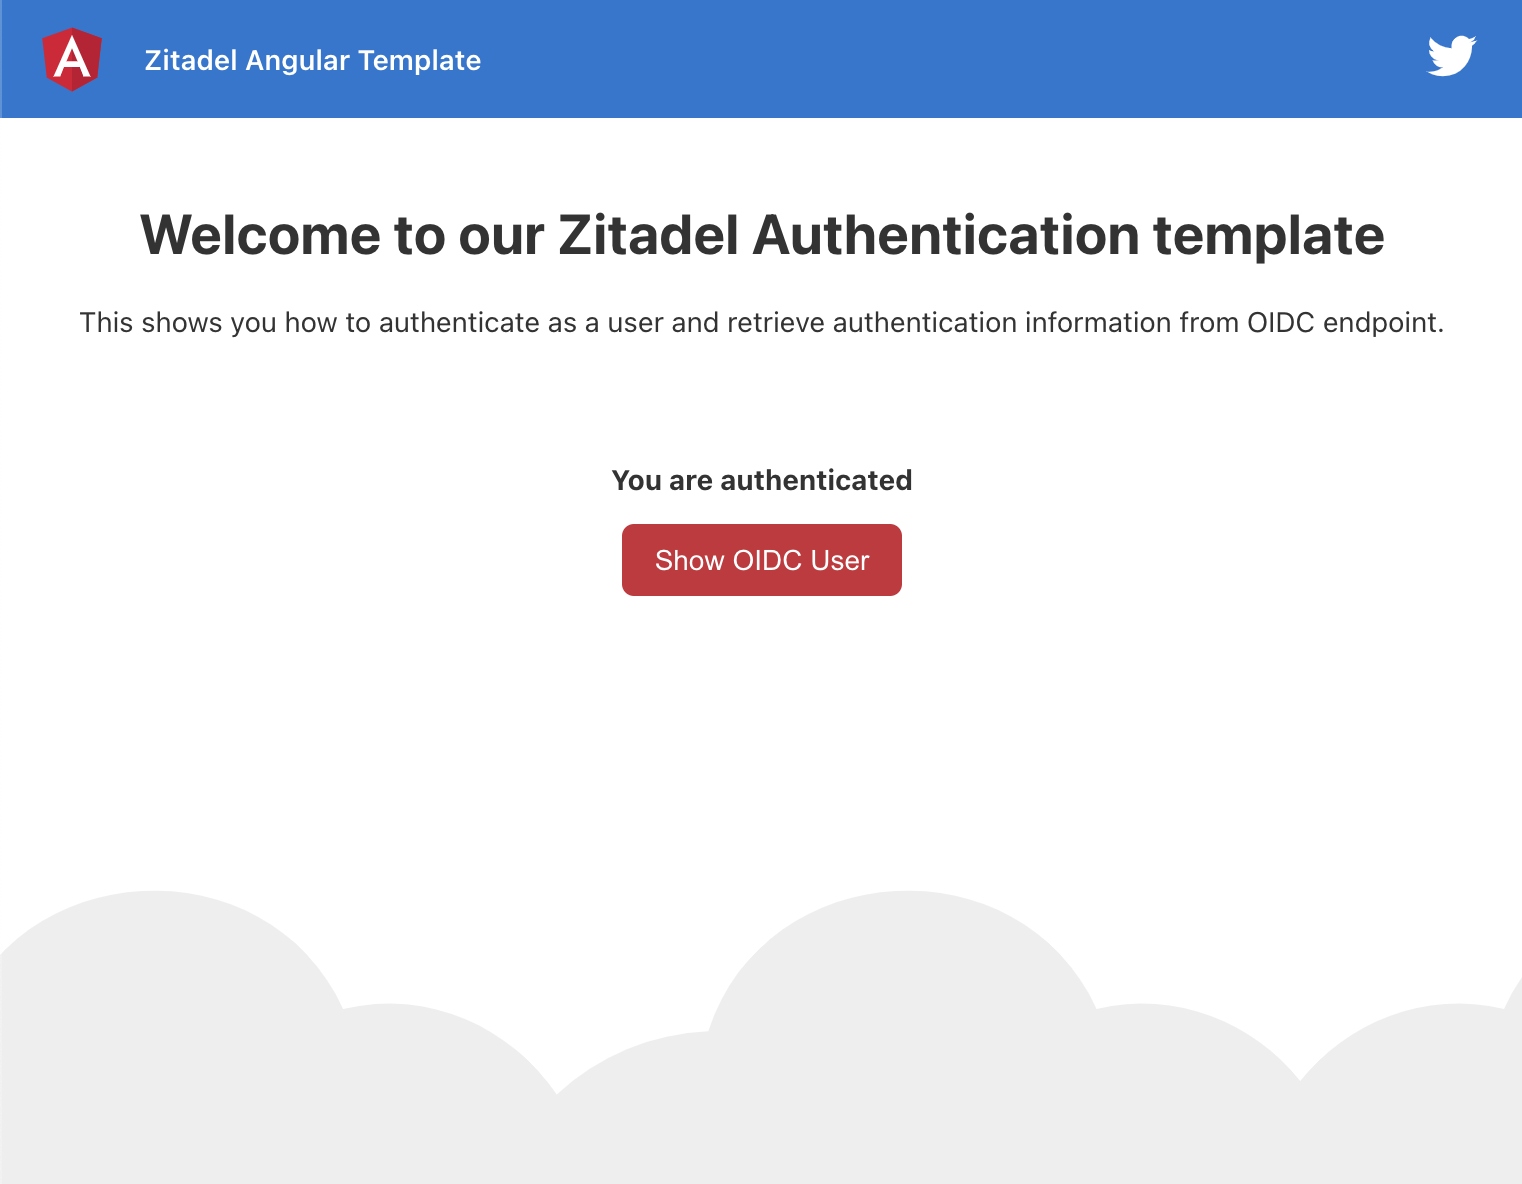 Zitadel Angular Template
Welcome to our Zitadel Authentication template
This shows you how to authenticate as a user and retrieve authentication information from OIDC endpoint.
You are authenticated
Show OIDC User